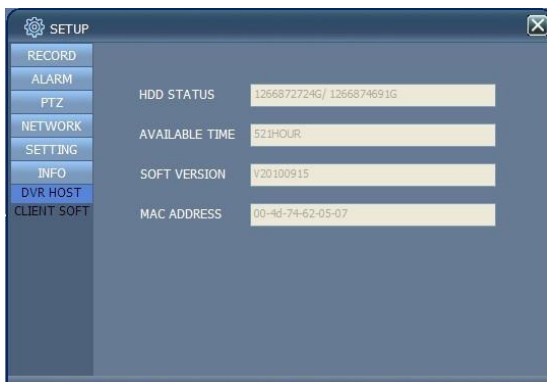 SETUP
RECORD
ALARM
PTZ
NETWORK
SETTING
INFO
DVR HOST
CLIENT SOFT
HDD STATUS 1266872724G/ 1266874691G
AVAILABLE TIME 521HOUR
SOFT VERSION V20100915
MAC ADDRESS 00-4d-74-62-05-07